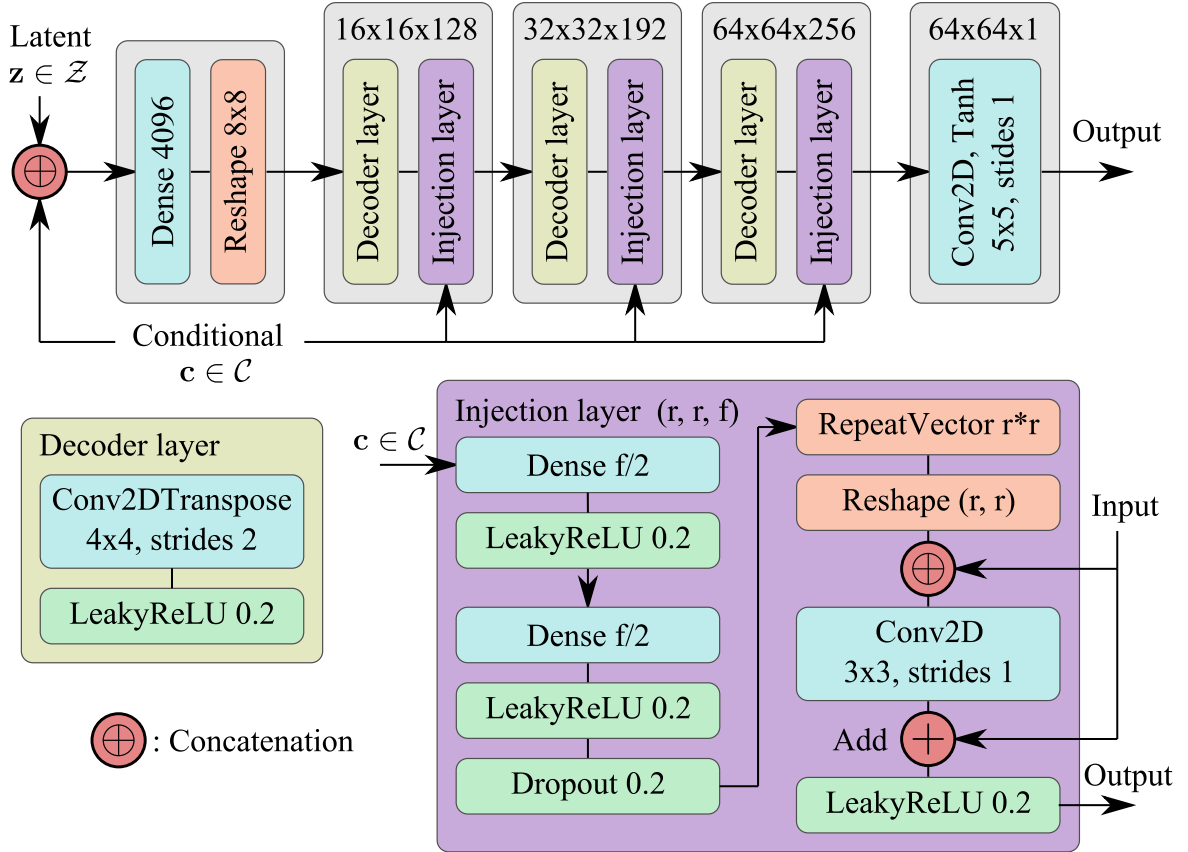 Latent
z ∈ 𝒵
Dense 4096
Reshape 8x8
16x16x128
Decoder layer
Injection layer
32x32x192
Decoder layer
Injection layer
64x64x256
Decoder layer
Injection layer
64x64x1
Conv2D, Tanh
5x5, stides 1
Output
Conditional
c ∈ 𝒞
Decoder layer
Conv2DTranspose
4x4, strides 2
LeakyReLU 0.2
: Concatenation
Injection layer (r, r, f)
c ∈ 𝒞
Dense f/2
LeakyReLU 0.2
Dense f/2
LeakyReLU 0.2
Dropout 0.2
RepeatVector r*r
Reshape (r, r)
Input
Conv2D
3x3, strides 1
Add
LeakyReLU 0.2
Output